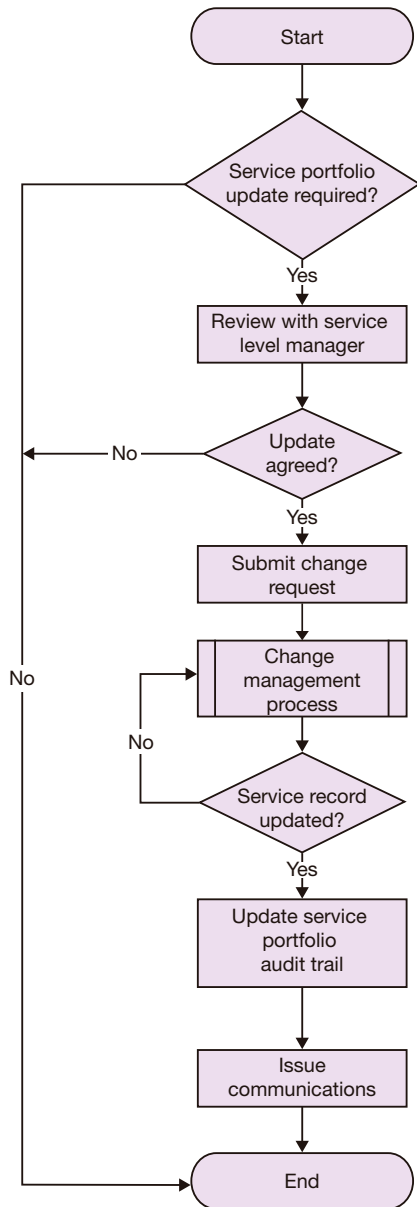 Start
Service portfolio
update required?
Yes
Review with service
level manager
Update
agreed?
No
Yes
Submit change
request
Change
management
process
No
No
Service record
updated?
Yes
Update service
portfolio
audit trail
Issue
communications
End